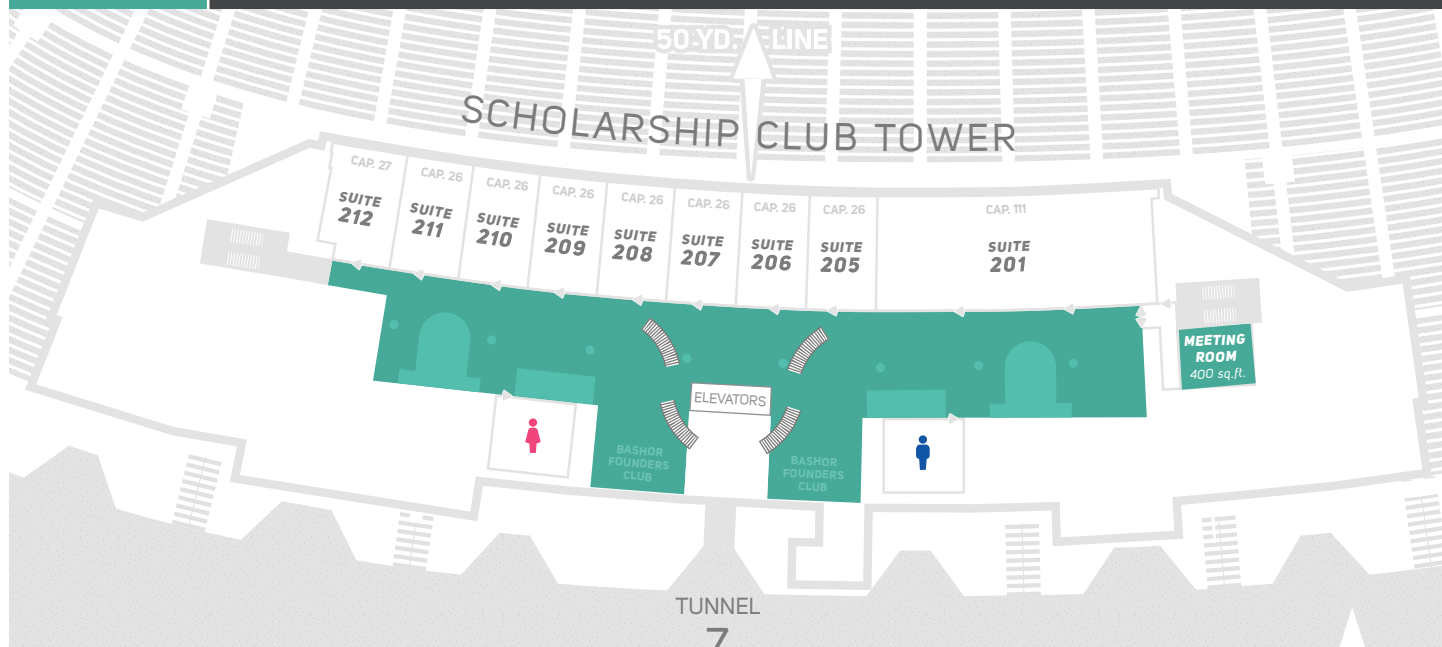 50 YD. LINE
SCHOLARSHIP CLUB TOWER
CAP. 27
SUITE
212
CAP. 26
SUITE
211
CAP. 26
SUITE
210
CAP. 26
SUITE
209
CAP. 26
SUITE
208
CAP. 26
SUITE
207
CAP. 26
SUITE
206
CAP. 26
SUITE
205
CAP. 111
SUITE
201
MEETING
ROOM
400 sq.ft.
ELEVATORS
BASHOR
FOUNDERS
CLUB
BASHOR
FOUNDERS
CLUB
TUNNEL
7